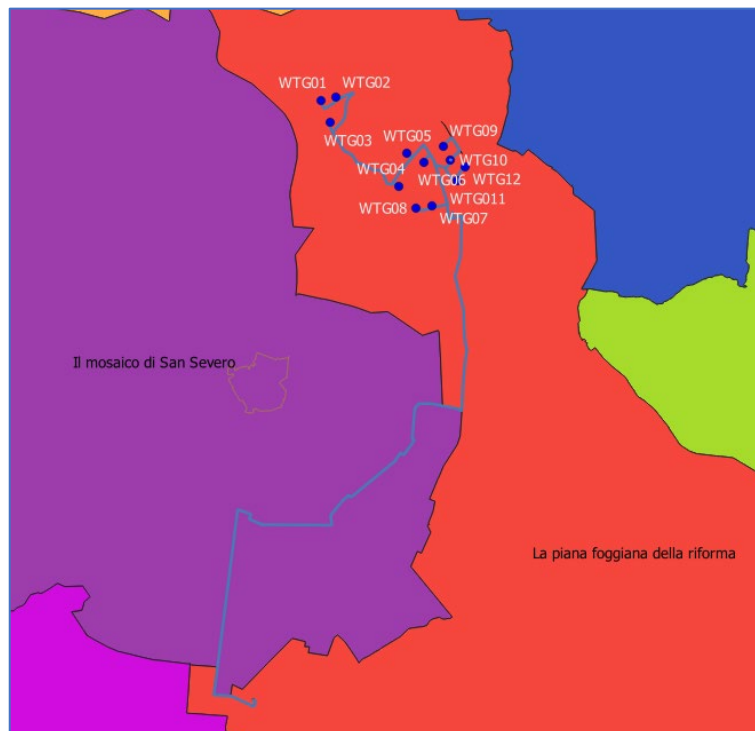 WTG01
WTG02
WTG03
WTG05
WTG09
WTG10
WTG04
WTG06
WTG12
WTG011
WTG08
WTG07
Il mosaico di San Severo
La piana foggiana della riforma